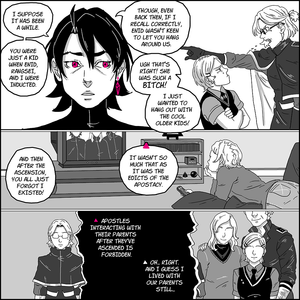 I SUPPOSE
IT HAS BEEN
A WHILE.
YOU WERE
JUST A KID
WHEN ENID,
RANGSEI,
AND I WERE
INDUCTED.
THOUGH, EVEN
BACK THEN, IF I
RECALL CORRECTLY,
ENID WASN'T KEEN
TO LET YOU HANG
AROUND US.
UGH THAT'S
RIGHT! SHE
WAS SUCH A
BITCH!
I JUST
WANTED TO
HANG OUT WITH
THE COOL
OLDER KIDS!
AND THEN
AFTER THE
ASCENSION,
YOU ALL JUST
FORGOT I
EXISTED!
IT WASN'T SO
MUCH THAT AS
IT WAS THE
EDICTS OF THE
APOSTACY.
APOSTLES
INTERACTING
WITH THEIR
PARENTS AFTER
THEY'VE
ASCENDED IS
FORBIDDEN.
OH, RIGHT.
AND I GUESS I
LIVED WITH
OUR PARENTS
STILL...